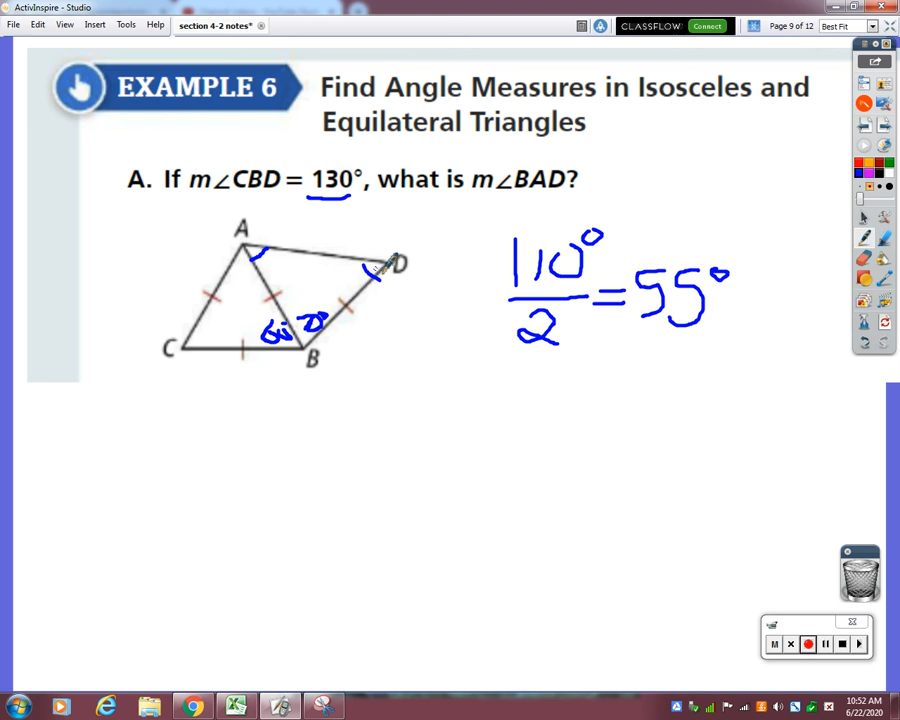 ActivInspire - Studio
File Edit View Insert Tools Help section 4-2 notes* CLASSFLOW Connect Page 9 of 12 Best Fit
EXAMPLE 6 Find Angle Measures in Isosceles and
Equilateral Triangles
A. If m∠CBD = 130°, what is m∠BAD?
A
D
C
B
70°
110°
2
=55°
M
10:52 AM
6/22/2020